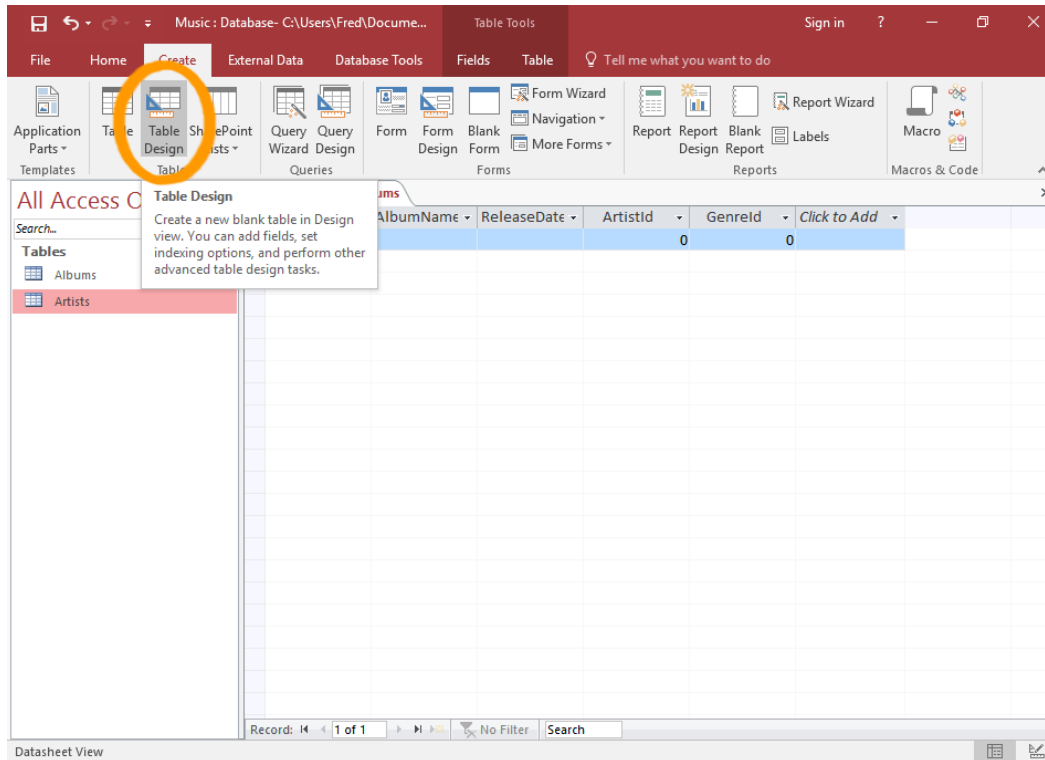 Music : Database- C:\Users\Fred\Docume...
Table Tools
Sign in ?
File Home Create External Data Database Tools Fields Table Tell me what you want to do
Application Parts
Table
Table Design
Lists
Query Wizard
Query Design
Form
Form Design
Blank Form
Form Wizard
Navigation
More Forms
Report
Report Design
Blank Report
Report Wizard
Labels
Macro
Templates
Queries
Forms
Reports
Macros & Code
All Access
Search...
Tables
Albums
Artists
Table Design
Create a new blank table in Design
view. You can add fields, set
indexing options, and perform other
advanced table design tasks.
AlbumName ReleaseDate ArtistId GenreId Click to Add
0 0
Record: 1 of 1 No Filter Search
Datasheet View